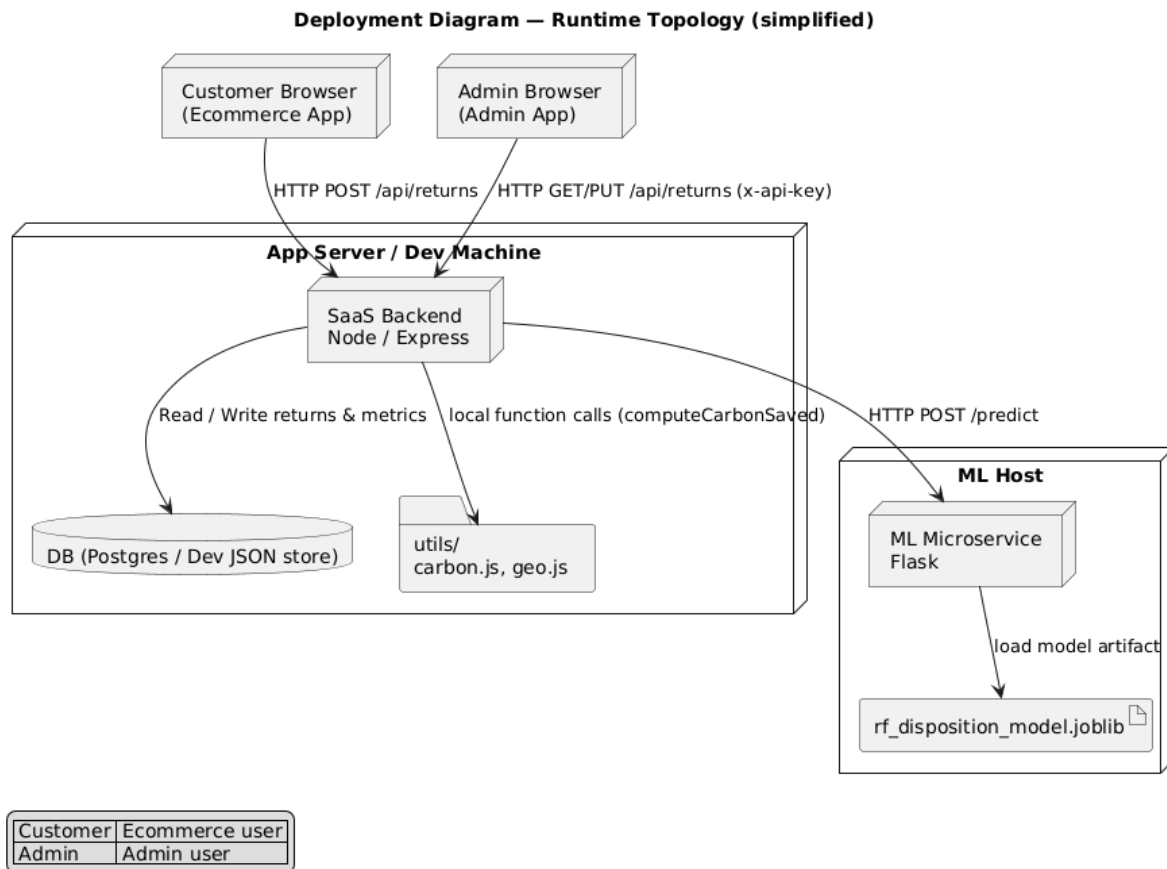 Deployment Diagram — Runtime Topology (simplified)
Customer Browser
(Ecommerce App)
Admin Browser
(Admin App)
HTTP POST /api/returns
HTTP GET/PUT /api/returns (x-api-key)
App Server / Dev Machine
SaaS Backend
Node / Express
Read / Write returns & metrics
local function calls (computeCarbonSaved)
HTTP POST /predict
ML Host
DB (Postgres / Dev JSON store)
utils/
carbon.js, geo.js
ML Microservice
Flask
load model artifact
rf_disposition_model.joblib
Customer Ecommerce user
Admin Admin user